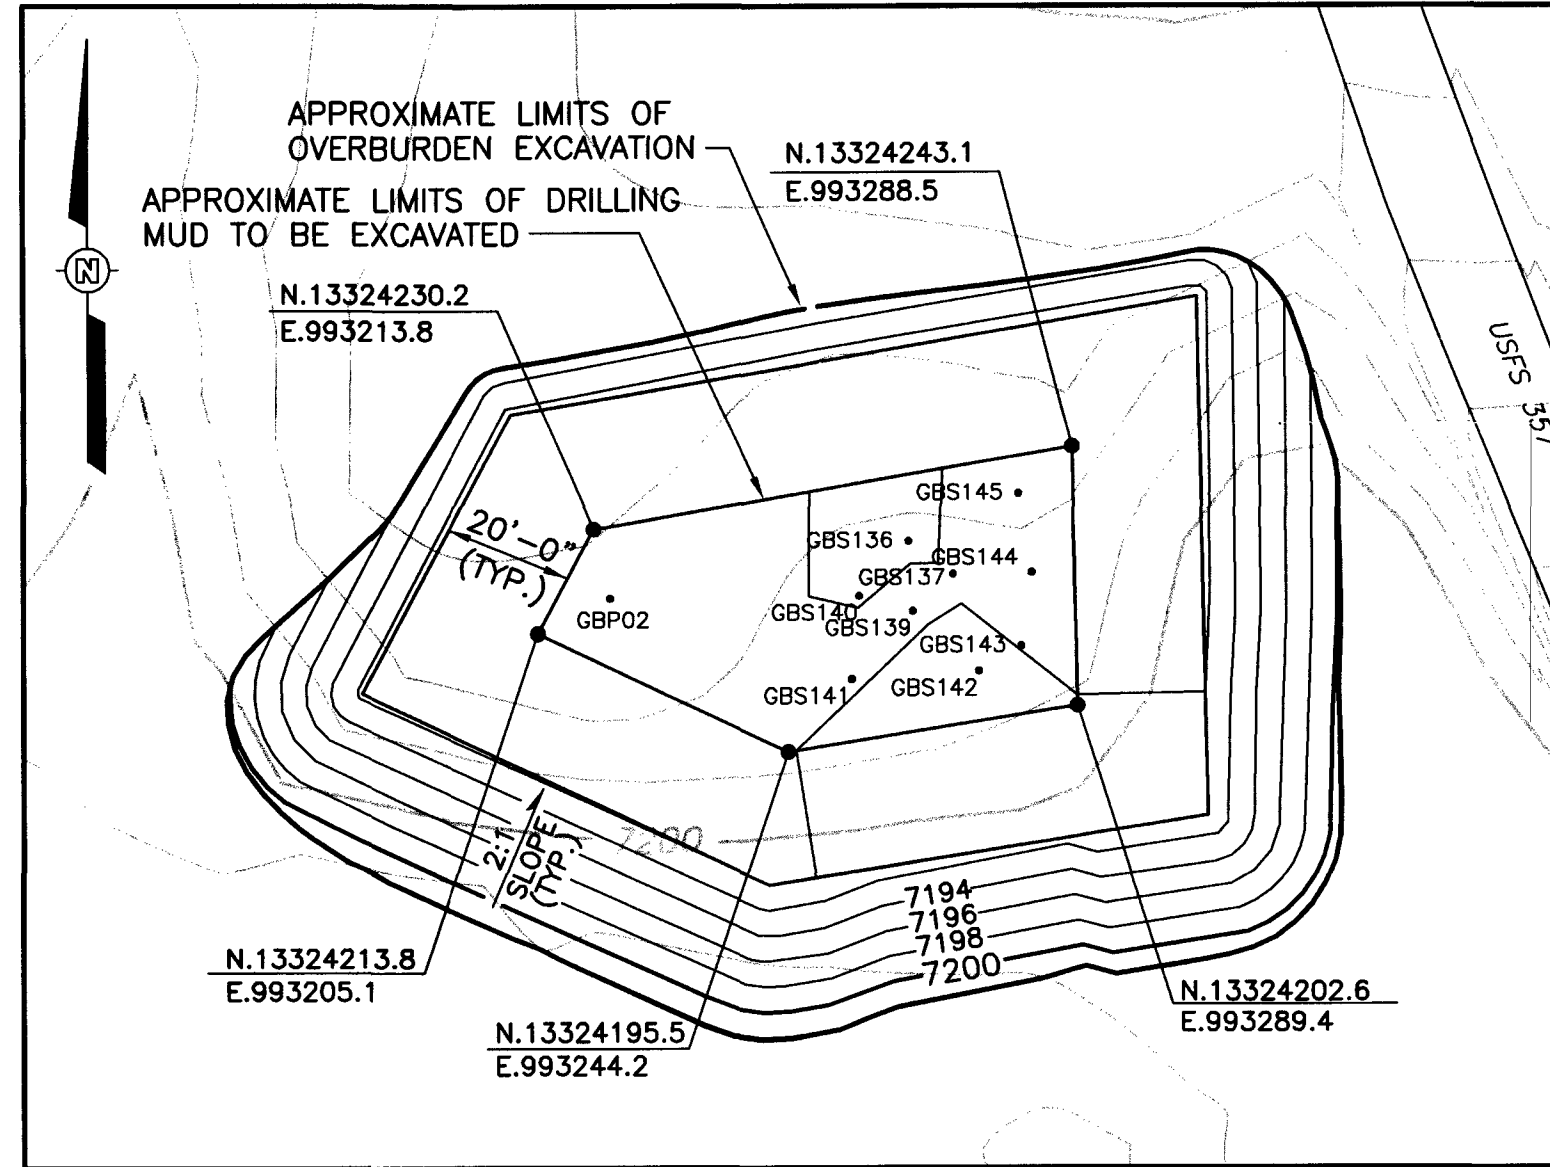 APPROXIMATE LIMITS OF
OVERBURDEN EXCAVATION
APPROXIMATE LIMITS OF DRILLING
MUD TO BE EXCAVATED
N.13324243.1
E.993288.5
N
N.13324230.2
E.993213.8
USFS 351
20'-0"
(TYP.)
GBS145
GBS136
GBS144
GBS137
GBP02
GBS140
GBS139
GBS143
GBS141
GBS142
2:1
SLOPE
(TYP.)
7200
7194
7196
7198
7200
N.13324213.8
E.993205.1
N.13324202.6
E.993289.4
N.13324195.5
E.993244.2